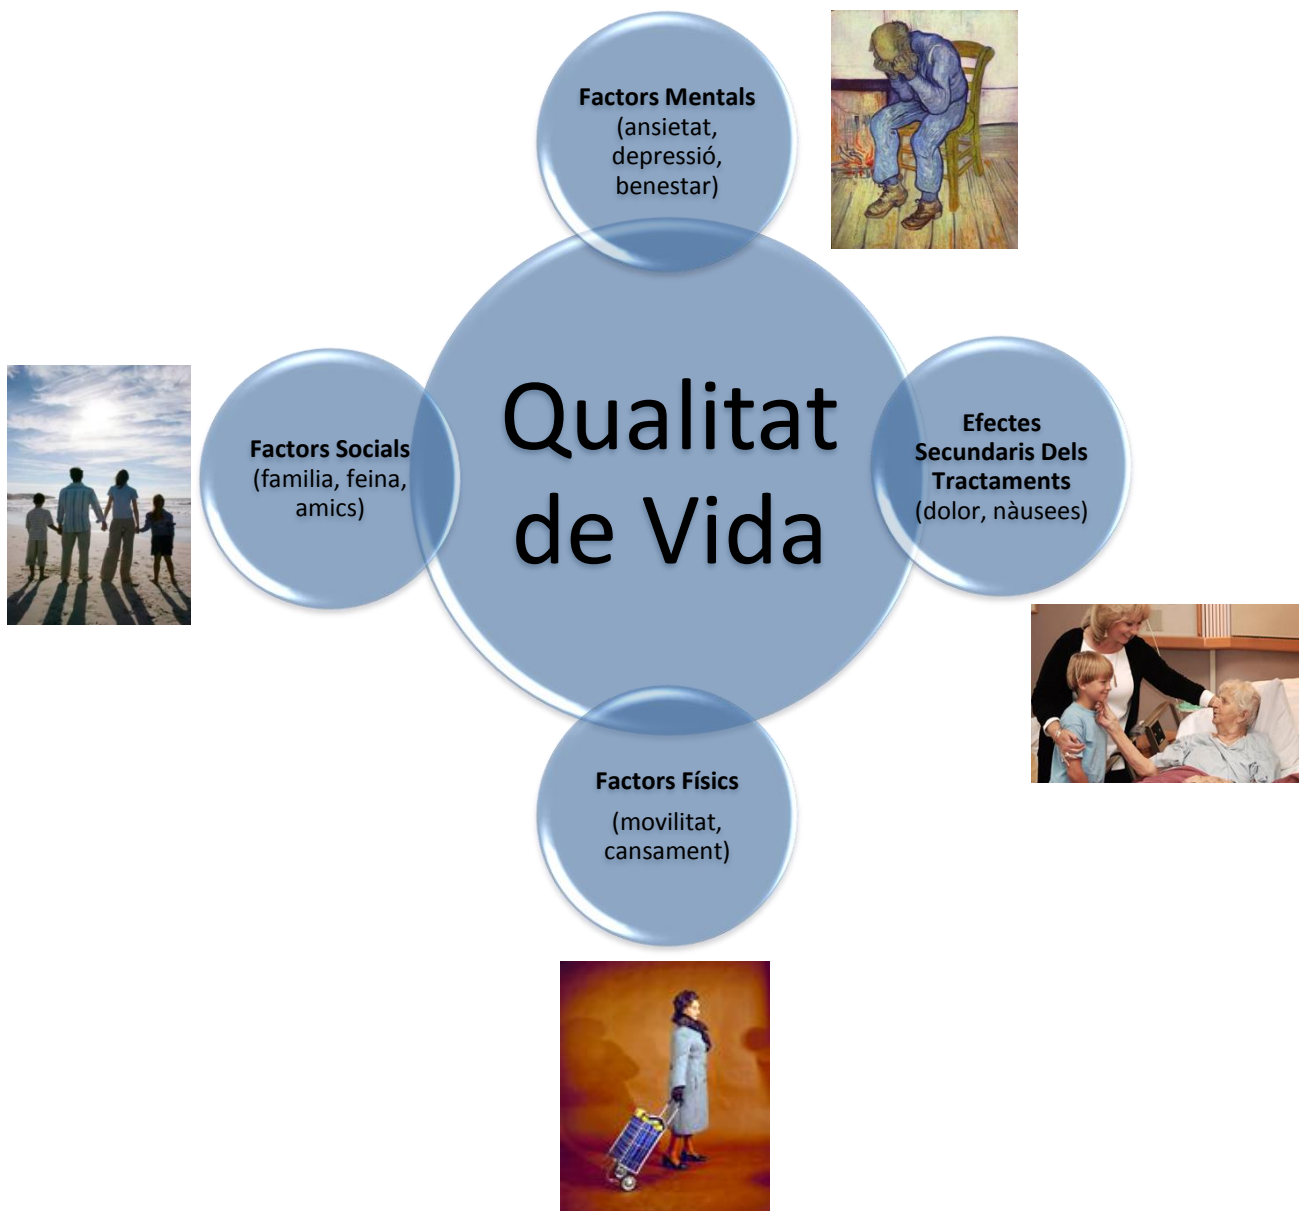 Factors Mentals
(ansietat,
depressió,
benestar)
Factors Socials
(familia, feina,
amics)
Qualitat
de Vida
Efectes
Secundaris Dels
Tractaments
(dolor, nàusees)
Factors Físics
(movilitat,
cansament)